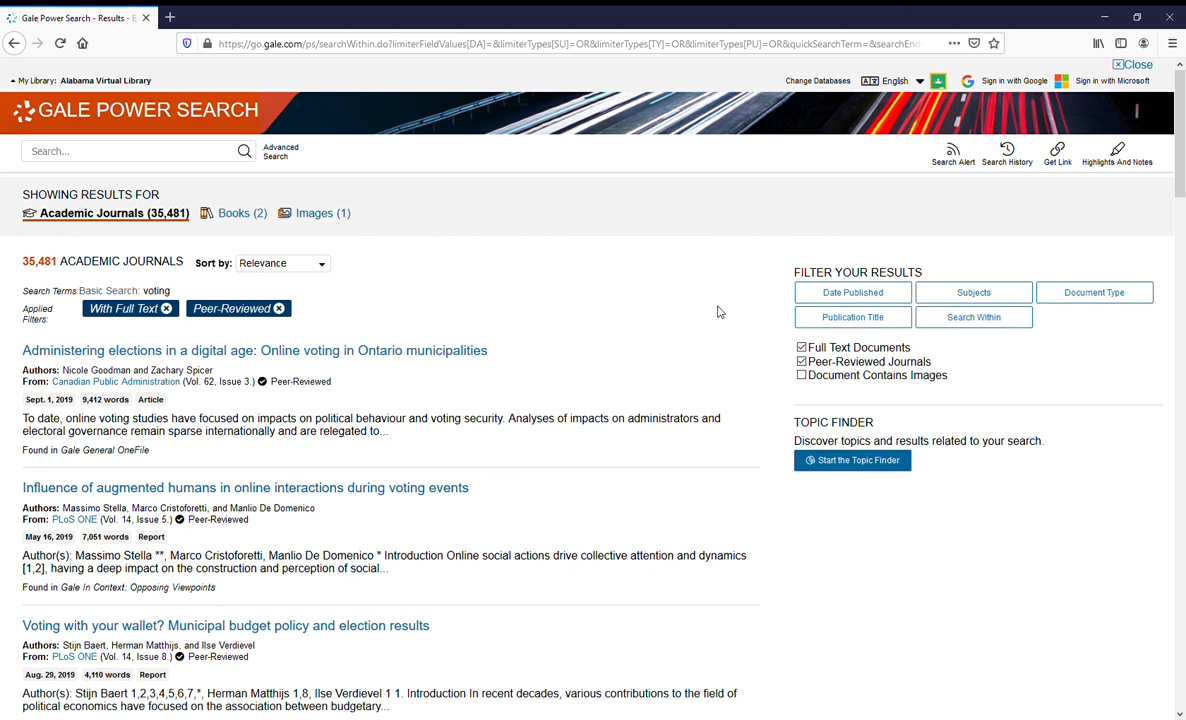 Gale Power Search - Results - B
https://go.gale.com/ps/searchWithin.do?limiterFieldValues[DA]=&limiterTypes[SU]=OR&limiterTypes[TY]=OR&limiterTypes[PU]=OR&quickSearchTerm=&searchEnd
Close
My Library: Alabama Virtual Library
Change Databases
English
Sign in with Google
Sign in with Microsoft
GALE POWER SEARCH
Search...
Advanced
Search
Search Alert
Search History
Get Link
Highlights And Notes
SHOWING RESULTS FOR
Academic Journals (35,481) Books (2) Images (1)
35,481 ACADEMIC JOURNALS Sort by: Relevance
Search Terms:Basic Search: voting
Applied
Filters:
With Full Text
Peer-Reviewed
Administering elections in a digital age: Online voting in Ontario municipalities
Authors: Nicole Goodman and Zachary Spicer
From: Canadian Public Administration (Vol. 62, Issue 3.) Peer-Reviewed
Sept. 1, 2019 9,412 words Article
To date, online voting studies have focused on impacts on political behaviour and voting security. Analyses of impacts on administrators and
electoral governance remain sparse internationally and are relegated to...
Found in Gale General OneFile
Influence of augmented humans in online interactions during voting events
Authors: Massimo Stella, Marco Cristoforetti, and Manlio De Domenico
From: PLoS ONE (Vol. 14, Issue 5.) Peer-Reviewed
May 16, 2019 7,051 words Report
Author(s): Massimo Stella **, Marco Cristoforetti, Manlio De Domenico * Introduction Online social actions drive collective attention and dynamics
[1,2], having a deep impact on the construction and perception of social...
Found in Gale In Context: Opposing Viewpoints
Voting with your wallet? Municipal budget policy and election results
Authors: Stijn Baert, Herman Matthijs, and Ilse Verdievel
From: PLoS ONE (Vol. 14, Issue 8.) Peer-Reviewed
Aug. 29, 2019 4,110 words Report
Author(s): Stijn Baert 1,2,3,4,5,6,7,*, Herman Matthijs 1,8, Ilse Verdievel 1 1. Introduction In recent decades, various contributions to the field of
political economics have focused on the association between budgetary...
FILTER YOUR RESULTS
Date Published
Subjects
Document Type
Publication Title
Search Within
Full Text Documents
Peer-Reviewed Journals
Document Contains Images
TOPIC FINDER
Discover topics and results related to your search.
Start the Topic Finder